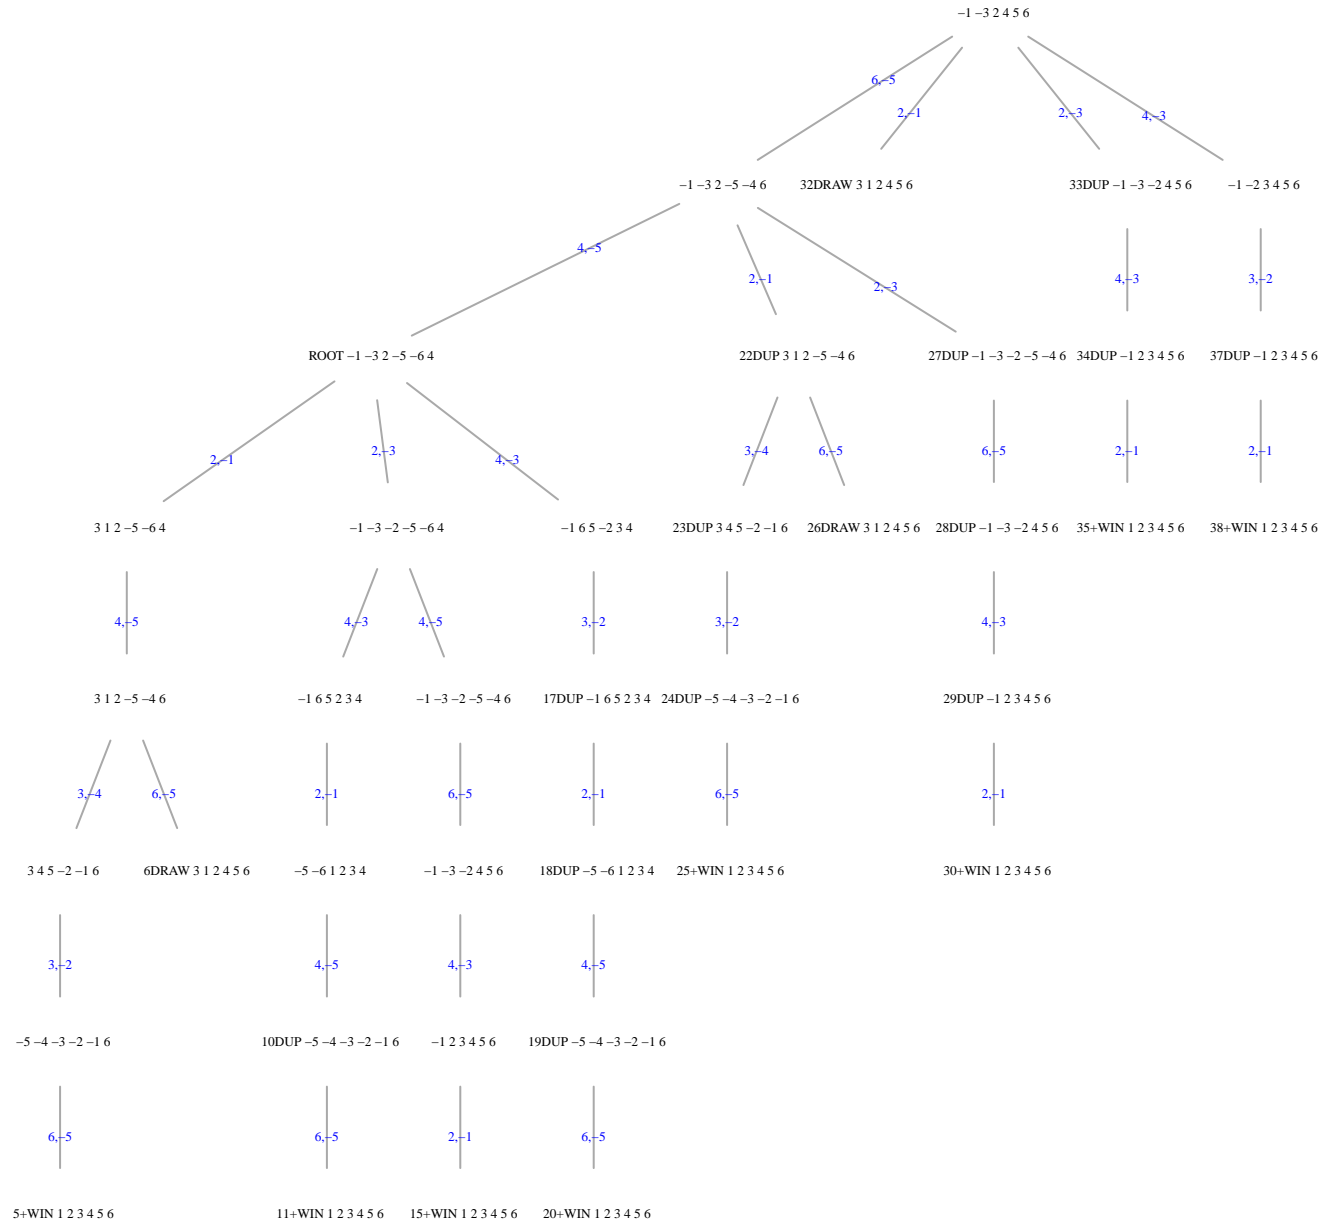 −1 −3 2 4 5 6
6,−5
2,−1
2,−3
4,−3
−1 −3 2 −5 −4 6
32DRAW 3 1 2 4 5 6
33DUP −1 −3 −2 4 5 6
−1 −2 3 4 5 6
4,−5
2,−1
2,−3
4,−3
3,−2
ROOT −1 −3 2 −5 −6 4
22DUP 3 1 2 −5 −4 6
27DUP −1 −3 −2 −5 −4 6
34DUP −1 2 3 4 5 6
37DUP −1 2 3 4 5 6
2,−1
2,−3
4,−3
3,−4
6,−5
6,−5
2,−1
2,−1
3 1 2 −5 −6 4
−1 −3 −2 −5 −6 4
−1 6 5 −2 3 4
23DUP 3 4 5 −2 −1 6
26DRAW 3 1 2 4 5 6
28DUP −1 −3 −2 4 5 6
35+WIN 1 2 3 4 5 6
38+WIN 1 2 3 4 5 6
4,−5
4,−3
4,−5
3,−2
3,−2
4,−3
3 1 2 −5 −4 6
−1 6 5 2 3 4
−1 −3 −2 −5 −4 6
17DUP −1 6 5 2 3 4
24DUP −5 −4 −3 −2 −1 6
29DUP −1 2 3 4 5 6
3,−4
6,−5
2,−1
6,−5
2,−1
6,−5
2,−1
3 4 5 −2 −1 6
6DRAW 3 1 2 4 5 6
−5 −6 1 2 3 4
−1 −3 −2 4 5 6
18DUP −5 −6 1 2 3 4
25+WIN 1 2 3 4 5 6
30+WIN 1 2 3 4 5 6
3,−2
4,−5
4,−3
4,−5
−5 −4 −3 −2 −1 6
10DUP −5 −4 −3 −2 −1 6
−1 2 3 4 5 6
19DUP −5 −4 −3 −2 −1 6
6,−5
6,−5
2,−1
6,−5
5+WIN 1 2 3 4 5 6
11+WIN 1 2 3 4 5 6
15+WIN 1 2 3 4 5 6
20+WIN 1 2 3 4 5 6